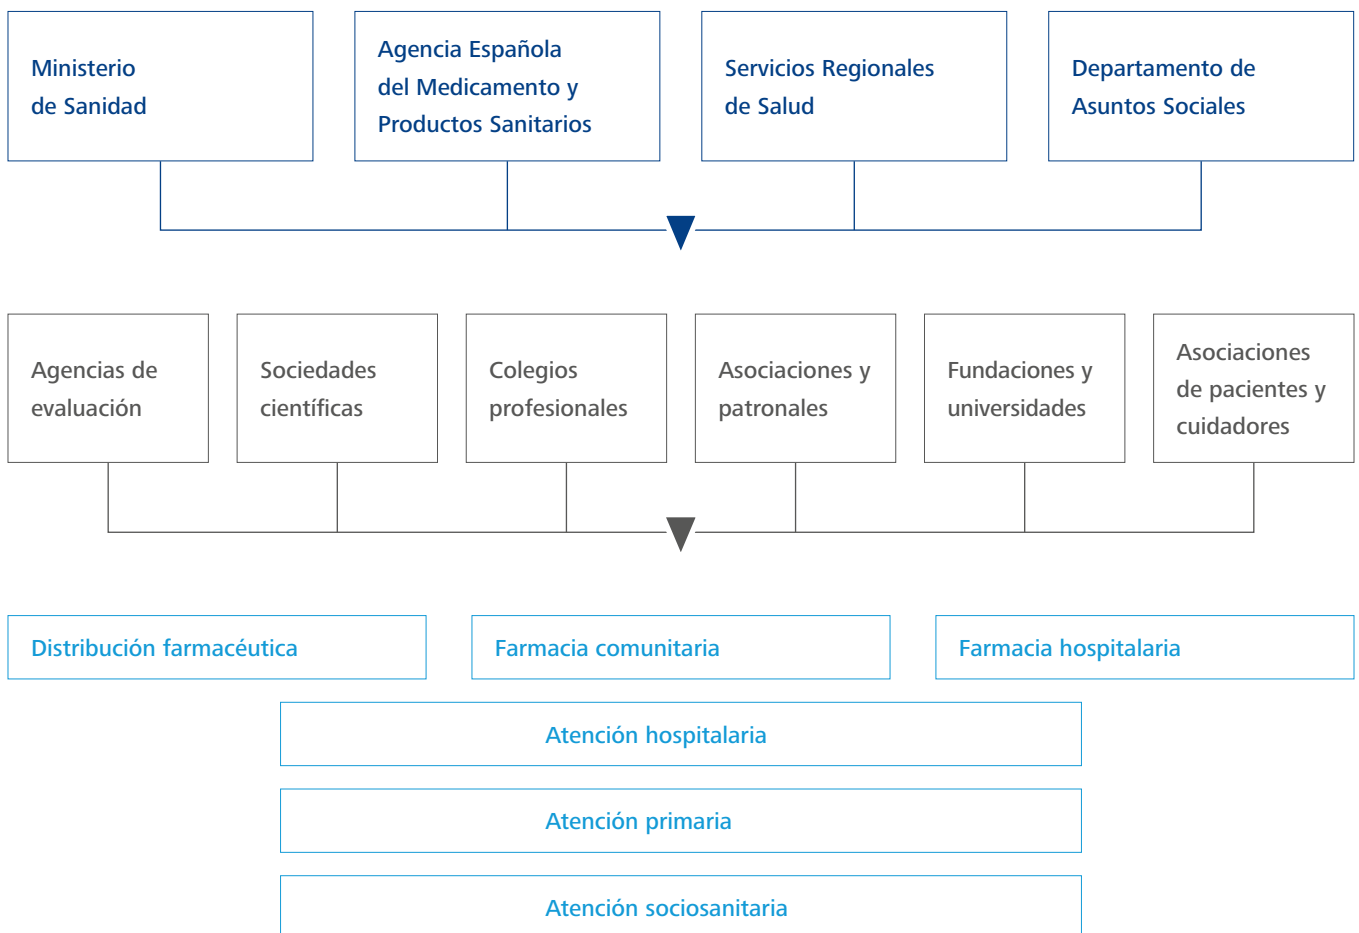 Ministerio
de Sanidad
Agencia Española
del Medicamento y
Productos Sanitarios
Servicios Regionales
de Salud
Departamento de
Asuntos Sociales
Agencias de
evaluación
Sociedades
científicas
Colegios
profesionales
Asociaciones y
patronales
Fundaciones y
universidades
Asociaciones
de pacientes y
cuidadores
Distribución farmacéutica
Farmacia comunitaria
Farmacia hospitalaria
Atención hospitalaria
Atención primaria
Atención sociosanitaria